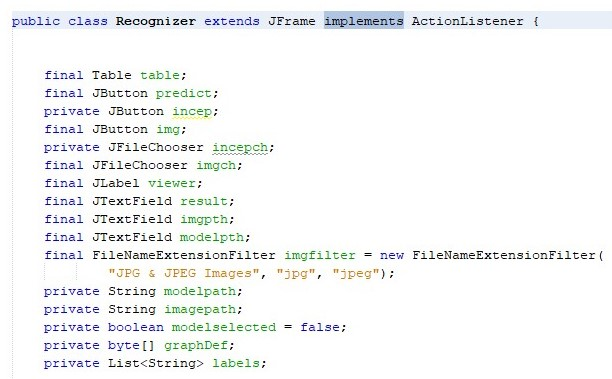 public class Recognizer extends JFrame implements ActionListener {
final Table table;
final JButton predict;
private JButton incep;
final JButton img;
private JFileChooser incepch;
final JFileChooser imgch;
final JLabel viewer;
final JTextField result;
final JTextField imgpth;
final JTextField modelpth;
final FileNameExtensionFilter imgfilter = new FileNameExtensionFilter(
"JPG & JPEG Images", "jpg", "jpeg");
private String modelpath;
private String imagepath;
private boolean modelselected = false;
private byte[] graphDef;
private List<String> labels;